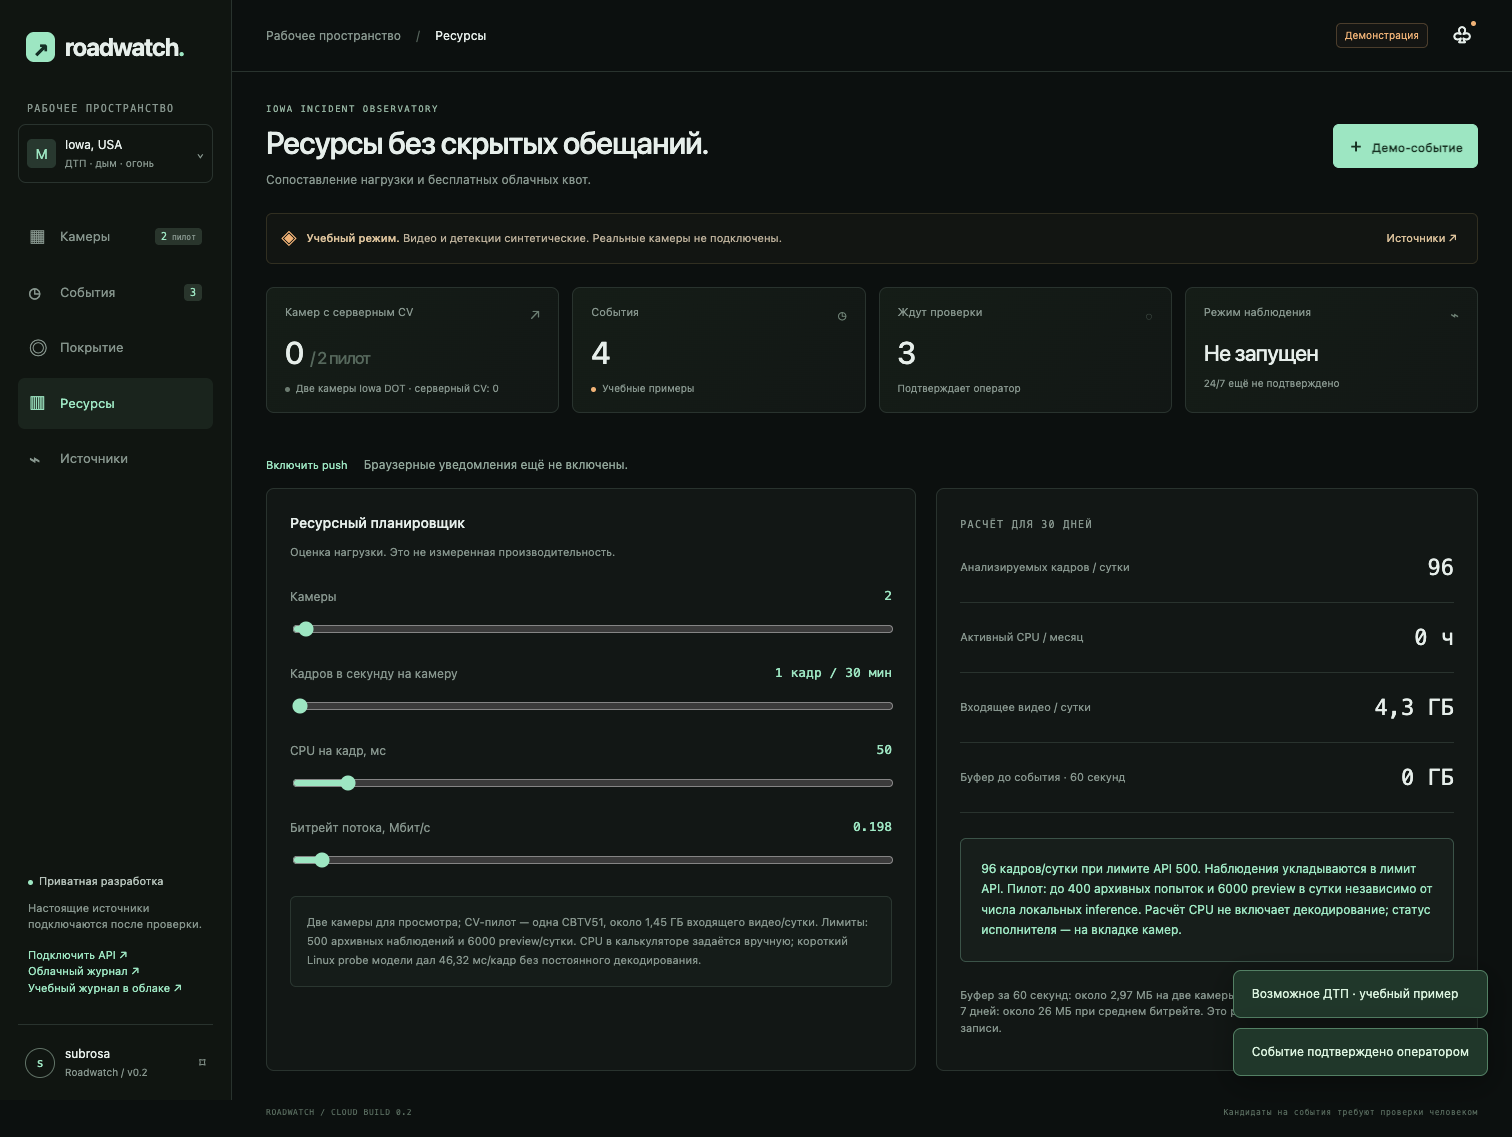 roadwatch.
РАБОЧЕЕ ПРОСТРАНСТВО
М
Iowa, USA
ДТП · дым · огонь
Камеры
2 пилот
События
3
Покрытие
Ресурсы
Источники
Приватная разработка
Настоящие источники
подключаются после проверки.
Подключить API ↗
Облачный журнал ↗
Учебный журнал в облаке ↗
s
subrosa
Roadwatch / v0.2
Рабочее пространство / Ресурсы
Демонстрация
IOWA INCIDENT OBSERVATORY
Ресурсы без скрытых обещаний.
Сопоставление нагрузки и бесплатных облачных квот.
+ Демо-событие
Учебный режим. Видео и детекции синтетические. Реальные камеры не подключены.
Источники ↗
Камер с серверным CV
0 / 2 пилот
Две камеры Iowa DOT · серверный CV: 0
События
4
Учебные примеры
Ждут проверки
3
Подтверждает оператор
Режим наблюдения
Не запущен
24/7 ещё не подтверждено
Включить push
Браузерные уведомления ещё не включены.
Ресурсный планировщик
Оценка нагрузки. Это не измеренная производительность.
Камеры
2
Кадров в секунду на камеру
1 кадр / 30 мин
CPU на кадр, мс
50
Битрейт потока, Мбит/с
0.198
Две камеры для просмотра; CV-пилот — одна CBTV51, около 1,45 ГБ входящего видео/сутки. Лимиты:
500 архивных наблюдений и 6000 preview/сутки. CPU в калькуляторе задаётся вручную; короткий
Linux probe модели дал 46,32 мс/кадр без постоянного декодирования.
РАСЧЁТ ДЛЯ 30 ДНЕЙ
Анализируемых кадров / сутки
96
Активный CPU / месяц
0 ч
Входящее видео / сутки
4,3 ГБ
Буфер до события · 60 секунд
0 ГБ
96 кадров/сутки при лимите API 500. Наблюдения укладываются в лимит
API. Пилот: до 400 архивных попыток и 6000 preview в сутки независимо от
числа локальных inference. Расчёт CPU не включает декодирование; статус
исполнителя — на вкладке камер.
Буфер за 60 секунд: около 2,97 МБ на две камеры
7 дней: около 26 МБ при среднем битрейте. Это
записи.
Возможное ДТП · учебный пример
Событие подтверждено оператором
ROADWATCH / CLOUD BUILD 0.2
Кандидаты на события требуют проверки человеком